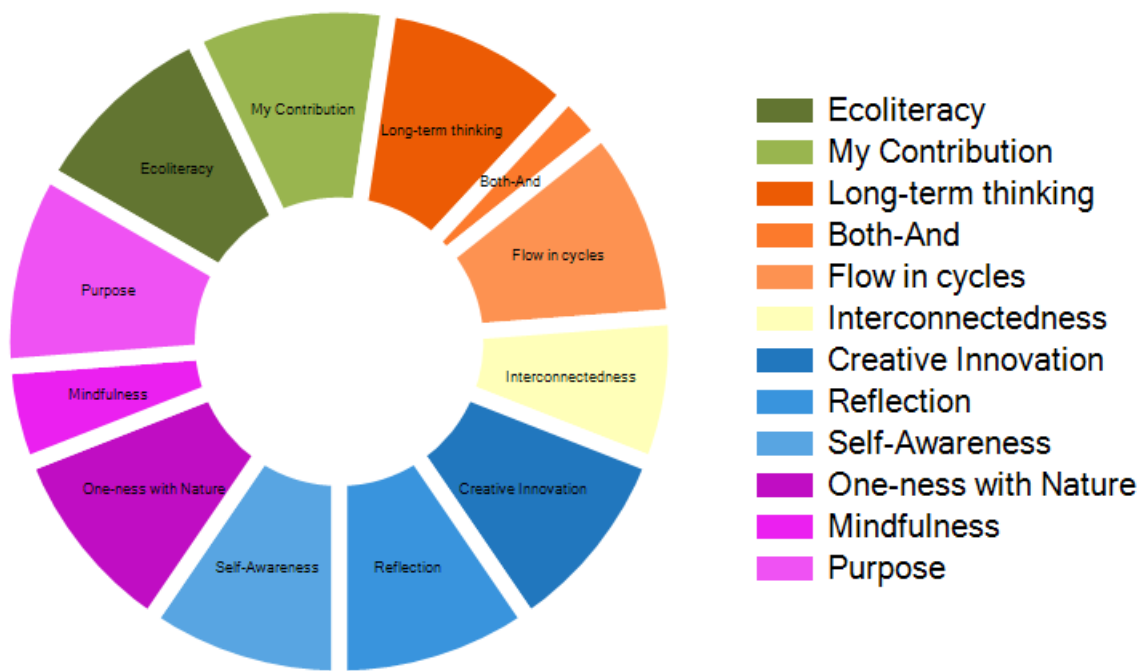 My Contribution
Long-term thinking
Both-And
Ecoliteracy
Flow in cycles
Purpose
Interconnectedness
Mindfulness
One-ness with Nature
Creative Innovation
Self-Awareness
Reflection
Ecoliteracy
My Contribution
Long-term thinking
Both-And
Flow in cycles
Interconnectedness
Creative Innovation
Reflection
Self-Awareness
One-ness with Nature
Mindfulness
Purpose